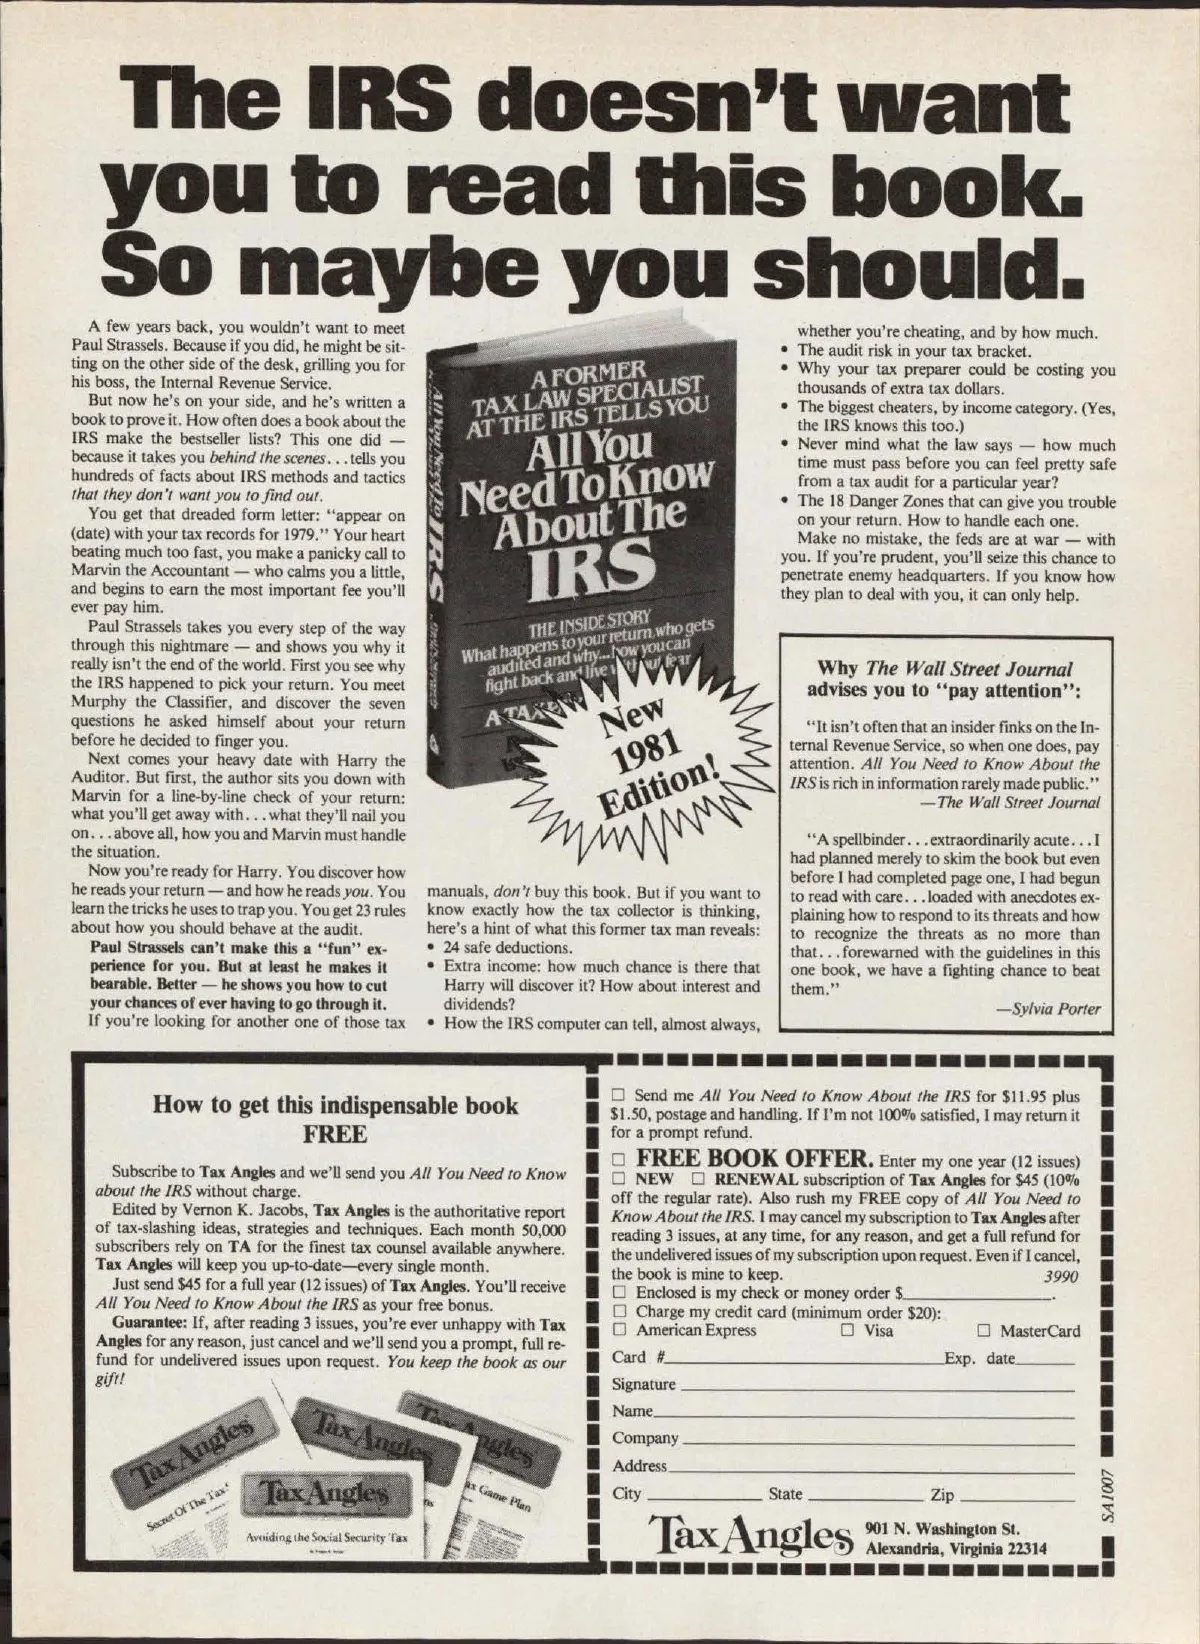 The IRS doesn't want
you to read this book.
So maybe you should.
A few years back, you wouldn't want to meet
Paul Strassels. Because if you did, he might be sit-
ting on the other side of the desk, grilling you for
his boss, the Internal Revenue Service.
But now he's on your side, and he's written a
book to prove it. How often does a book about the
IRS make the bestseller lists? This one did —
because it takes you behind the scenes...tells you
hundreds of facts about IRS methods and tactics
that they don't want you to find out.
You get that dreaded form letter: "appear on
(date) with your tax records for 1979." Your heart
beating much too fast, you make a panicky call to
Marvin the Accountant — who calms you a little,
and begins to earn the most important fee you'll
ever pay him.
Paul Strassels takes you every step of the way
through this nightmare — and shows you why it
really isn't the end of the world. First you see why
the IRS happened to pick your return. You meet
Murphy the Classifier, and discover the seven
questions he asked himself about your return
before he decided to finger you.
Next comes your heavy date with Harry the
Auditor. But first, the author sits you down with
Marvin for a line-by-line check of your return:
what you'll get away with...what they'll nail you
on...above all, how you and Marvin must handle
the situation.
Now you're ready for Harry. You discover how
he reads your return — and how he reads you. You
learn the tricks he uses to trap you. You get 23 rules
about how you should behave at the audit.
Paul Strassels can't make this a "fun" ex-
perience for you. But at least he makes it
bearable. Better — he shows you how to cut
your chances of ever having to go through it.
If you're looking for another one of those tax
A FORMER
TAX LAW SPECIALIST
AT THE IRS TELLS YOU
All You
Need To Know
About The
IRS
THE INSIDE STORY
What happens to your return, who gets
audited and why...how you can
fight back and live without fear
New
1981
Edition!
manuals, don't buy this book. But if you want to
know exactly how the tax collector is thinking,
here's a hint of what this former tax man reveals:
• 24 safe deductions.
• Extra income: how much chance is there that
Harry will discover it? How about interest and
dividends?
• How the IRS computer can tell, almost always,
whether you're cheating, and by how much.
• The audit risk in your tax bracket.
• Why your tax preparer could be costing you
thousands of extra tax dollars.
• The biggest cheaters, by income category. (Yes,
the IRS knows this too.)
• Never mind what the law says — how much
time must pass before you can feel pretty safe
from a tax audit for a particular year?
• The 18 Danger Zones that can give you trouble
on your return. How to handle each one.
Make no mistake, the feds are at war — with
you. If you're prudent, you'll seize this chance to
penetrate enemy headquarters. If you know how
they plan to deal with you, it can only help.
Why The Wall Street Journal
advises you to "pay attention":
"It isn't often that an insider finks on the In-
ternal Revenue Service, so when one does, pay
attention. All You Need to Know About the
IRS is rich in information rarely made public."
—The Wall Street Journal
"A spellbinder...extraordinarily acute...I
had planned merely to skim the book but even
before I had completed page one, I had begun
to read with care...loaded with anecdotes ex-
plaining how to respond to its threats and how
to recognize the threats as no more than
that...forewarned with the guidelines in this
one book, we have a fighting chance to beat
them."
—Sylvia Porter
How to get this indispensable book
FREE
Subscribe to Tax Angles and we'll send you All You Need to Know
about the IRS without charge.
Edited by Vernon K. Jacobs, Tax Angles is the authoritative report
of tax-slashing ideas, strategies and techniques. Each month 50,000
subscribers rely on TA for the finest tax counsel available anywhere.
Tax Angles will keep you up-to-date—every single month.
Just send $45 for a full year (12 issues) of Tax Angles. You'll receive
All You Need to Know About the IRS as your free bonus.
Guarantee: If, after reading 3 issues, you're ever unhappy with Tax
Angles for any reason, just cancel and we'll send you a prompt, full re-
fund for undelivered issues upon request. You keep the book as our
gift!
Tax Angles
Secret Of The Tax
Tax Angles
Tax Angles
Tax Angles
Avoiding the Social Security Tax
Game Plan
☐ Send me All You Need to Know About the IRS for $11.95 plus
$1.50, postage and handling. If I'm not 100% satisfied, I may return it
for a prompt refund.
☐ FREE BOOK OFFER. Enter my one year (12 issues)
☐ NEW ☐ RENEWAL subscription of Tax Angles for $45 (10%
off the regular rate). Also rush my FREE copy of All You Need to
Know About the IRS. I may cancel my subscription to Tax Angles after
reading 3 issues, at any time, for any reason, and get a full refund for
the undelivered issues of my subscription upon request. Even if I cancel,
the book is mine to keep. 3990
☐ Enclosed is my check or money order $
☐ Charge my credit card (minimum order $20):
☐ American Express ☐ Visa ☐ MasterCard
Card # Exp. date
Signature
Name
Company
Address
City State Zip
Tax Angles 901 N. Washington St.
Alexandria, Virginia 22314
SA1007